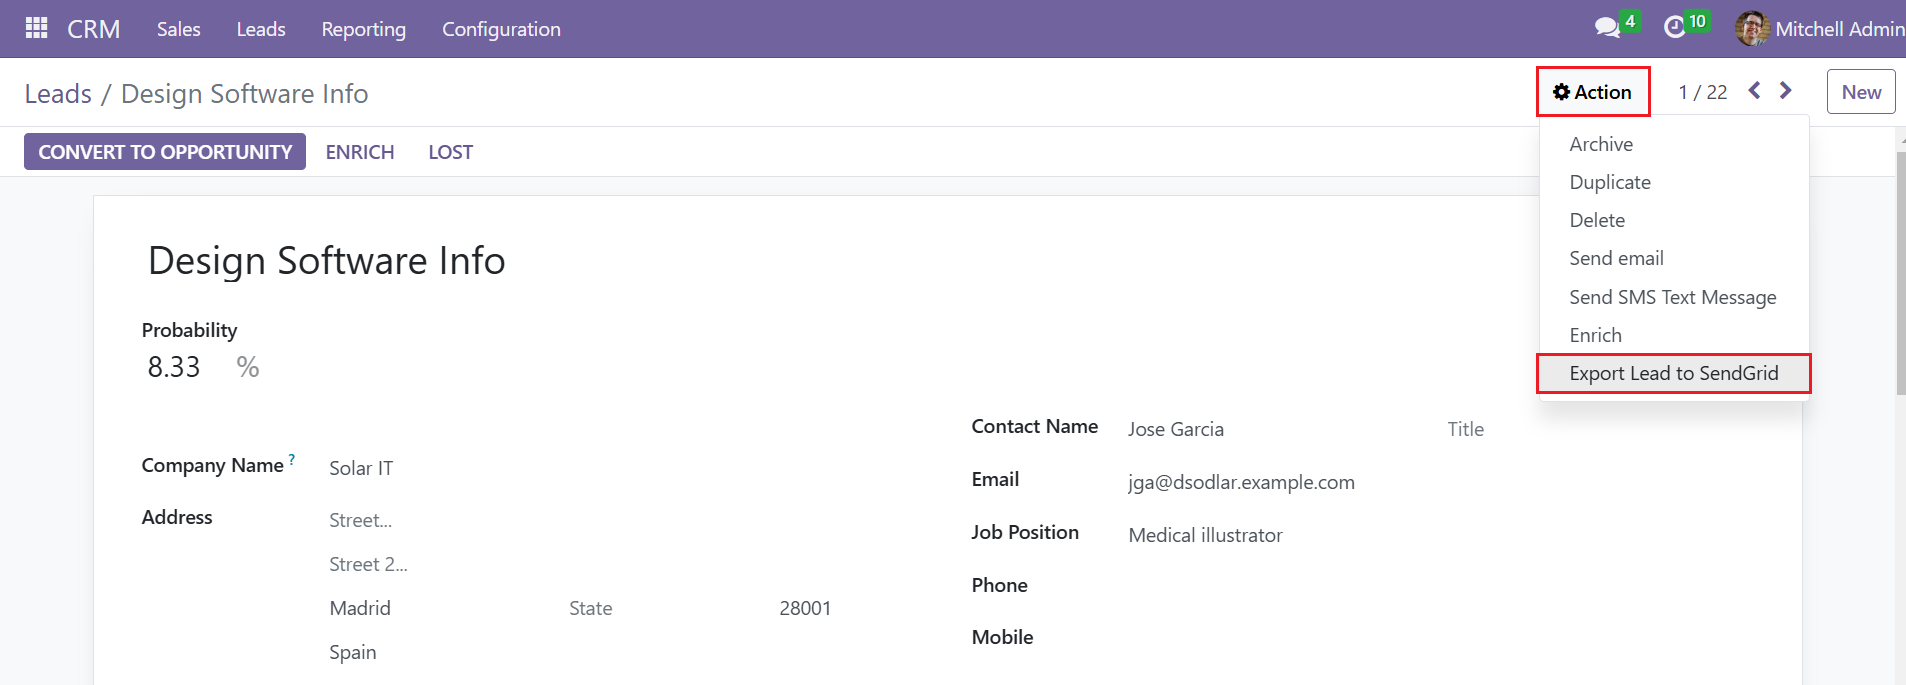 CRM Sales Leads Reporting Configuration 4 10 Mitchell Admin
Leads / Design Software Info Action 1 / 22 New
CONVERT TO OPPORTUNITY ENRICH LOST
Archive
Duplicate
Delete
Send email
Send SMS Text Message
Enrich
Export Lead to SendGrid
Design Software Info
Probability
8.33 %
Company Name ? Solar IT
Address Street...
Street 2...
Madrid State 28001
Spain
Contact Name Jose Garcia Title
Email jga@dsodlar.example.com
Job Position Medical illustrator
Phone
Mobile